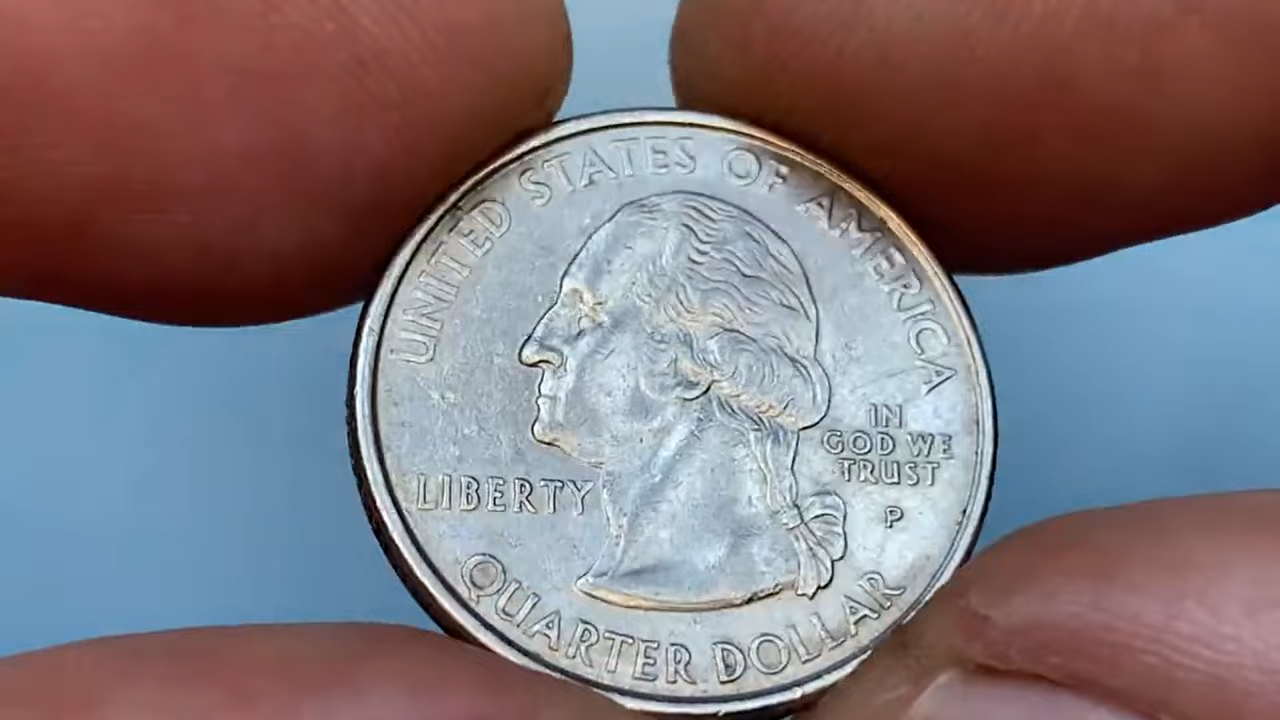 UNITED STATES OF AMERICA
LIBERTY
IN
GOD WE
TRUST
P
QUARTER DOLLAR